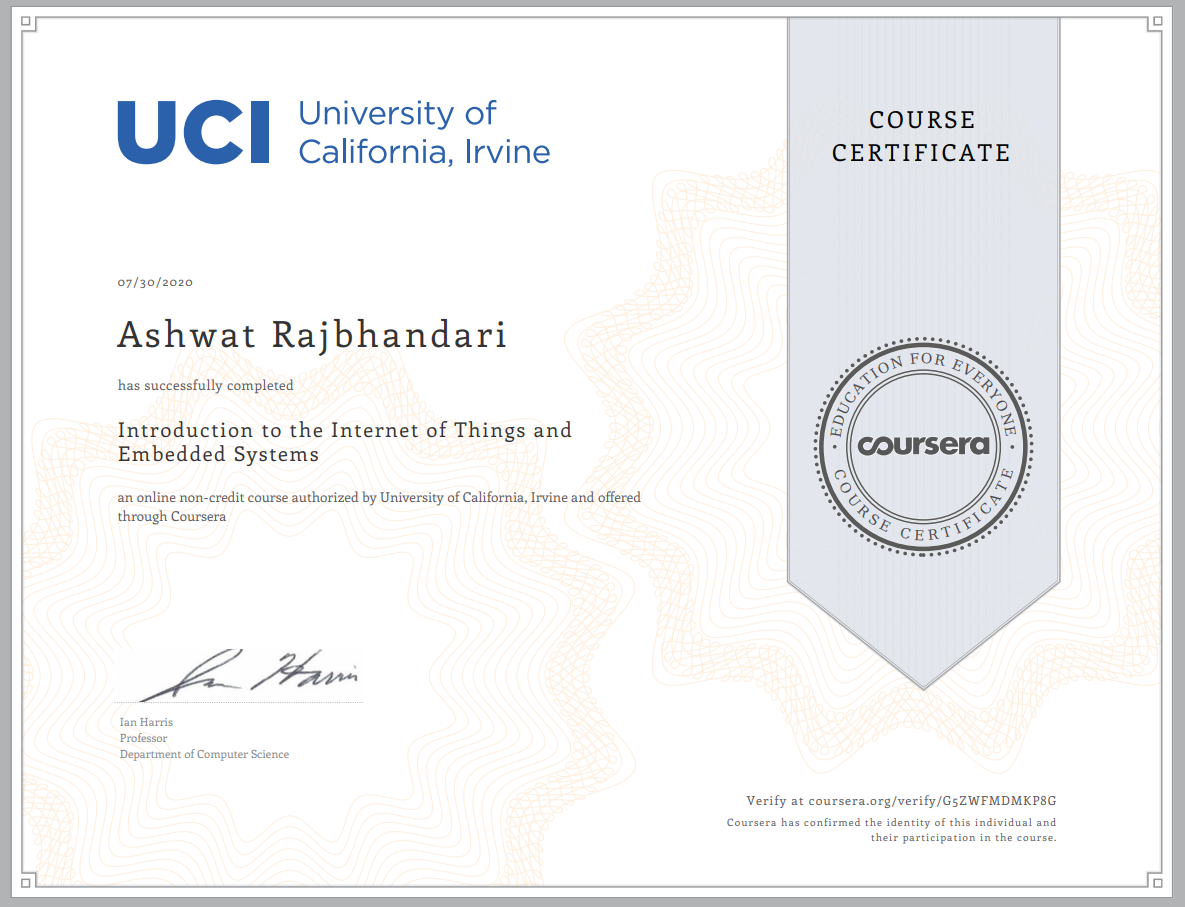 UCI
University of
California, Irvine
COURSE
CERTIFICATE
07/30/2020
Ashwat Rajbhandari
has successfully completed
Introduction to the Internet of Things and
Embedded Systems
an online non-credit course authorized by University of California, Irvine and offered
through Coursera
EDUCATION FOR EVERYONE
coursera
COURSE CERTIFICATE
Ian Harris
Ian Harris
Professor
Department of Computer Science
Verify at coursera.org/verify/G5ZWFMDMKP8G
Coursera has confirmed the identity of this individual and
their participation in the course.